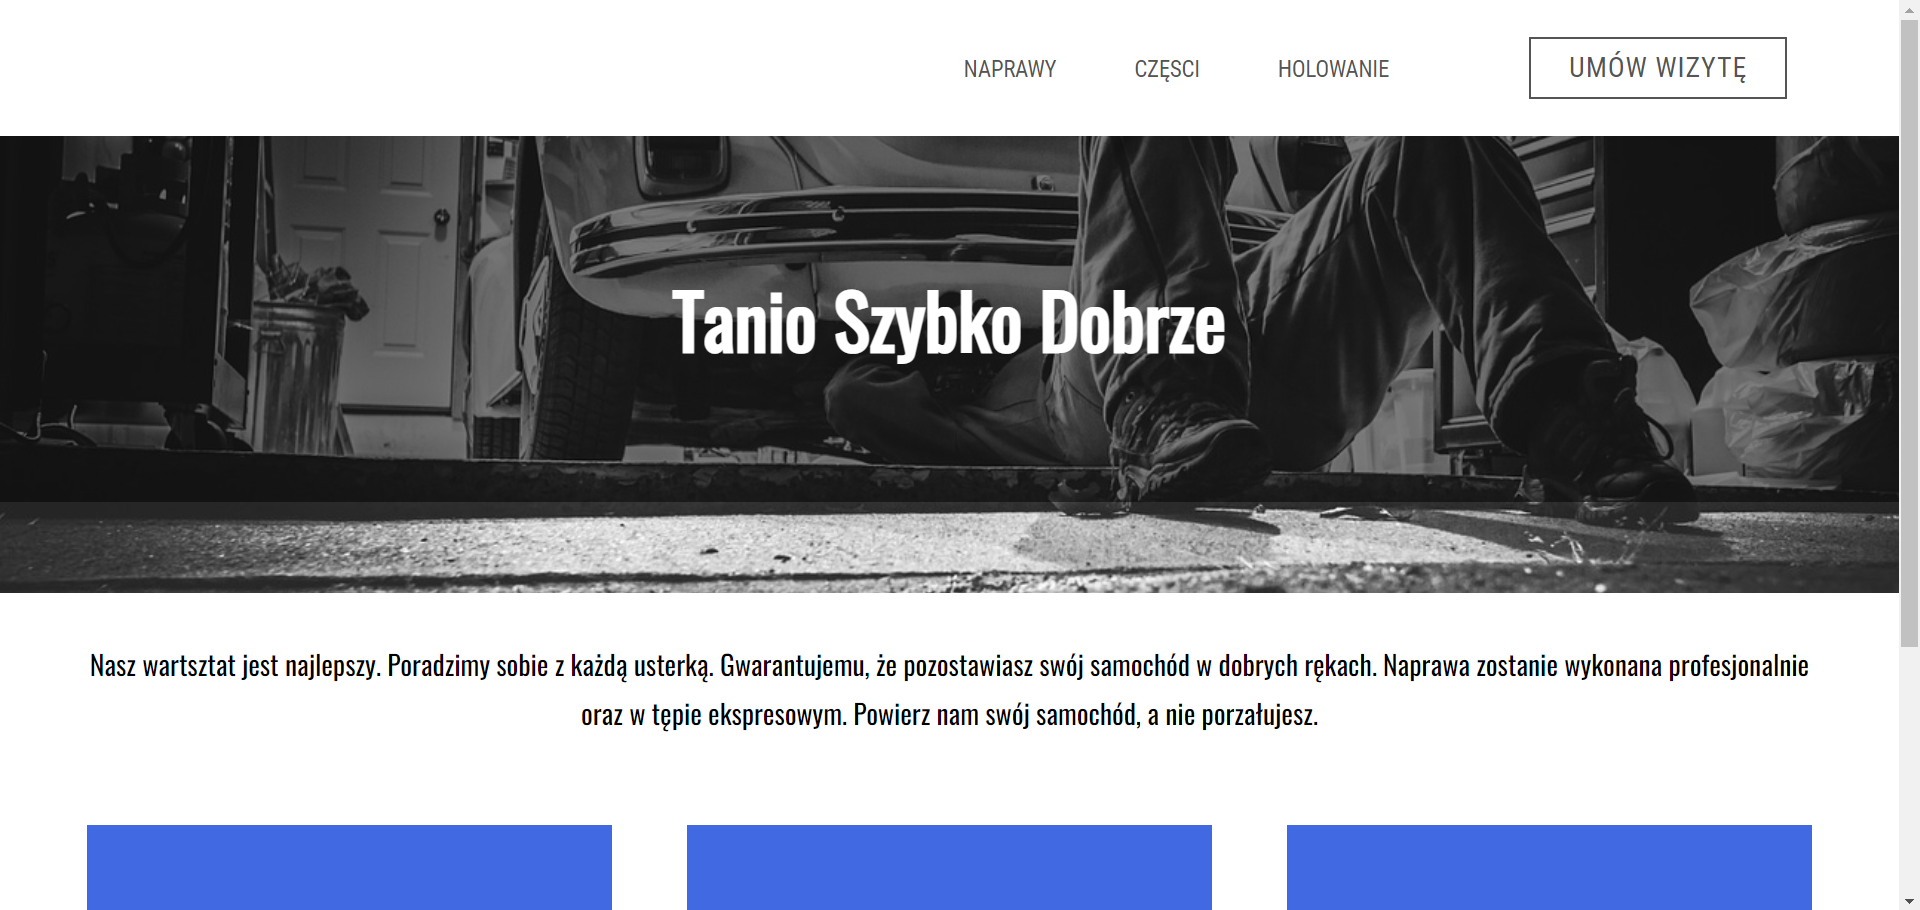 NAPRAWY CZĘSCI HOLOWANIE UMÓW WIZYTĘ
Tanio Szybko Dobrze
Nasz wartsztat jest najlepszy. Poradzimy sobie z każdą usterką. Gwarantujemu, że pozostawiasz swój samochód w dobrych rękach. Naprawa zostanie wykonana profesjonalnie
oraz w tępie ekspresowym. Powierz nam swój samochód, a nie porzałujesz.